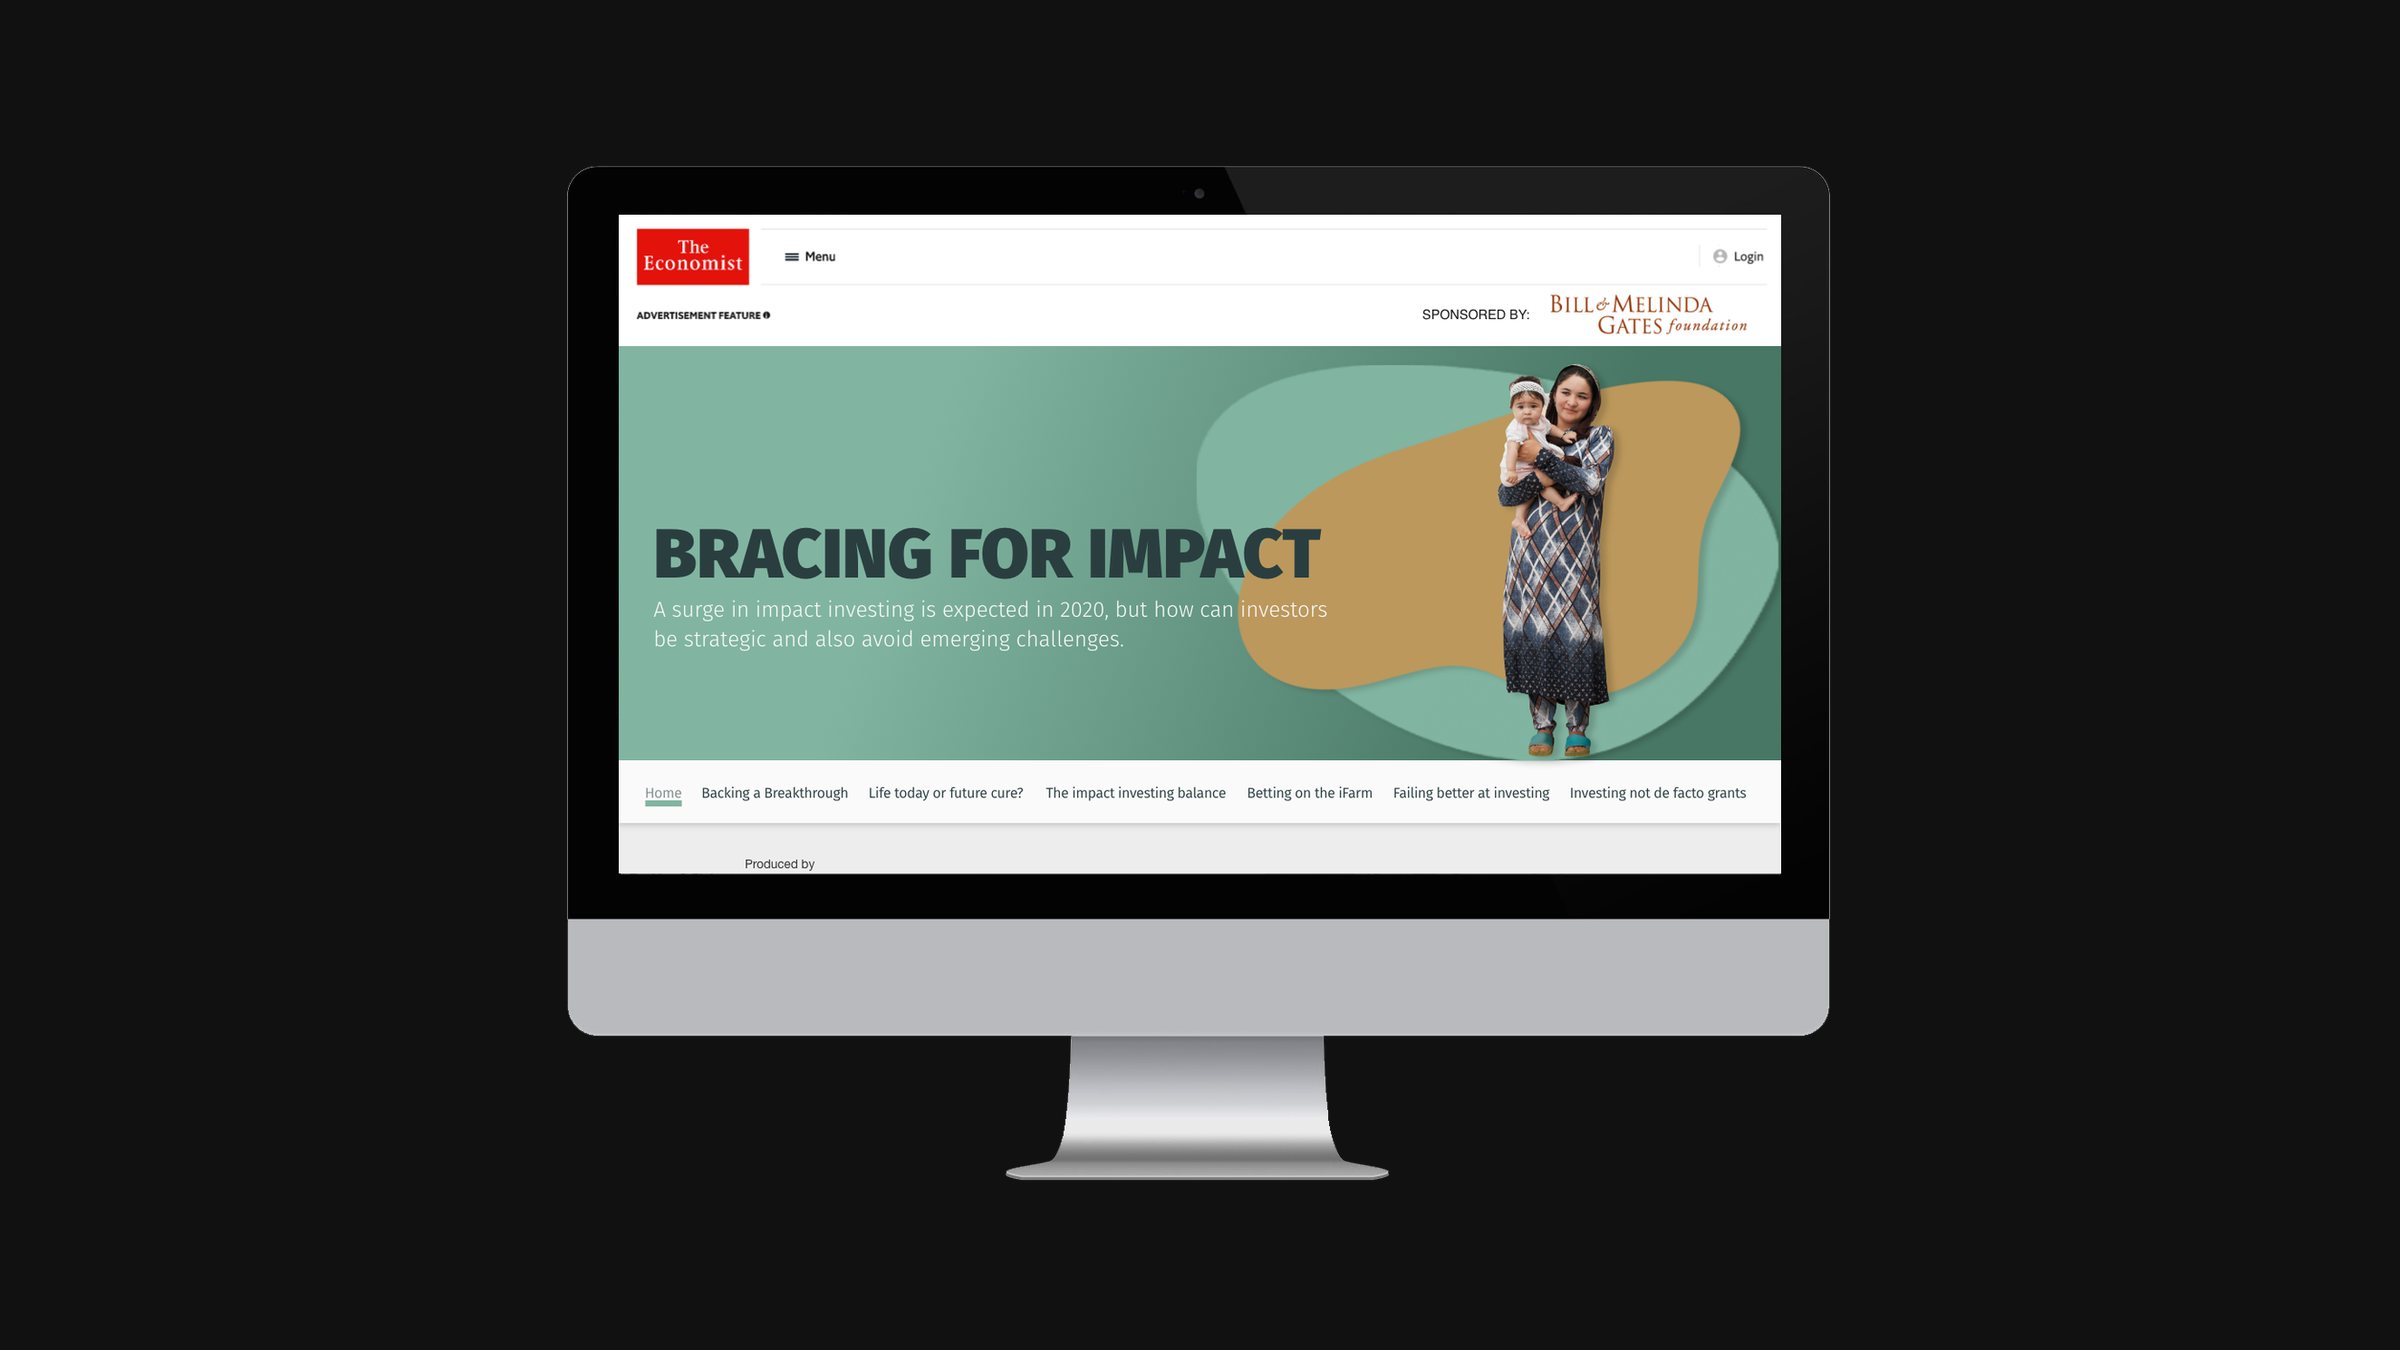 The
Economist
Menu
Login
ADVERTISEMENT FEATURE
SPONSORED BY:
BILL & MELINDA
GATES foundation
BRACING FOR IMPACT
A surge in impact investing is expected in 2020, but how can investors
be strategic and also avoid emerging challenges.
Home Backing a Breakthrough Life today or future cure? The impact investing balance Betting on the iFarm Failing better at investing Investing not de facto grants
Produced by